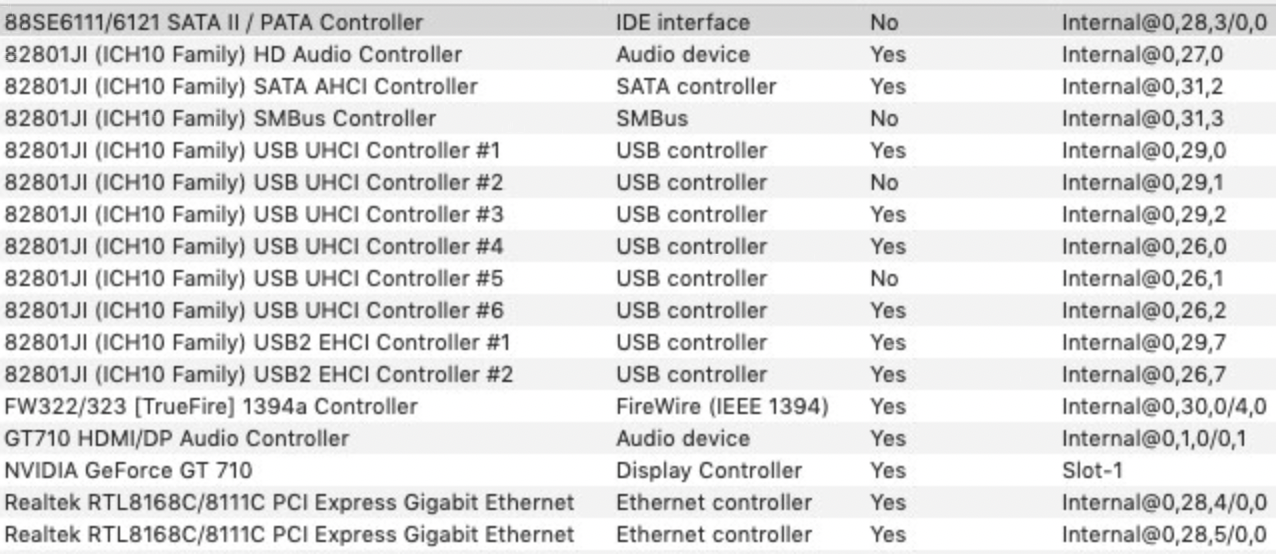 88SE6111/6121 SATA II / PATA Controller IDE interface No Internal@0,28,3/0,0
82801JI (ICH10 Family) HD Audio Controller Audio device Yes Internal@0,27,0
82801JI (ICH10 Family) SATA AHCI Controller SATA controller Yes Internal@0,31,2
82801JI (ICH10 Family) SMBus Controller SMBus No Internal@0,31,3
82801JI (ICH10 Family) USB UHCI Controller #1 USB controller Yes Internal@0,29,0
82801JI (ICH10 Family) USB UHCI Controller #2 USB controller No Internal@0,29,1
82801JI (ICH10 Family) USB UHCI Controller #3 USB controller Yes Internal@0,29,2
82801JI (ICH10 Family) USB UHCI Controller #4 USB controller Yes Internal@0,26,0
82801JI (ICH10 Family) USB UHCI Controller #5 USB controller No Internal@0,26,1
82801JI (ICH10 Family) USB UHCI Controller #6 USB controller Yes Internal@0,26,2
82801JI (ICH10 Family) USB2 EHCI Controller #1 USB controller Yes Internal@0,29,7
82801JI (ICH10 Family) USB2 EHCI Controller #2 USB controller Yes Internal@0,26,7
FW322/323 [TrueFire] 1394a Controller FireWire (IEEE 1394) Yes Internal@0,30,0/4,0
GT710 HDMI/DP Audio Controller Audio device Yes Internal@0,1,0/0,1
NVIDIA GeForce GT 710 Display Controller Yes Slot-1
Realtek RTL8168C/8111C PCI Express Gigabit Ethernet Ethernet controller Yes Internal@0,28,4/0,0
Realtek RTL8168C/8111C PCI Express Gigabit Ethernet Ethernet controller Yes Internal@0,28,5/0,0